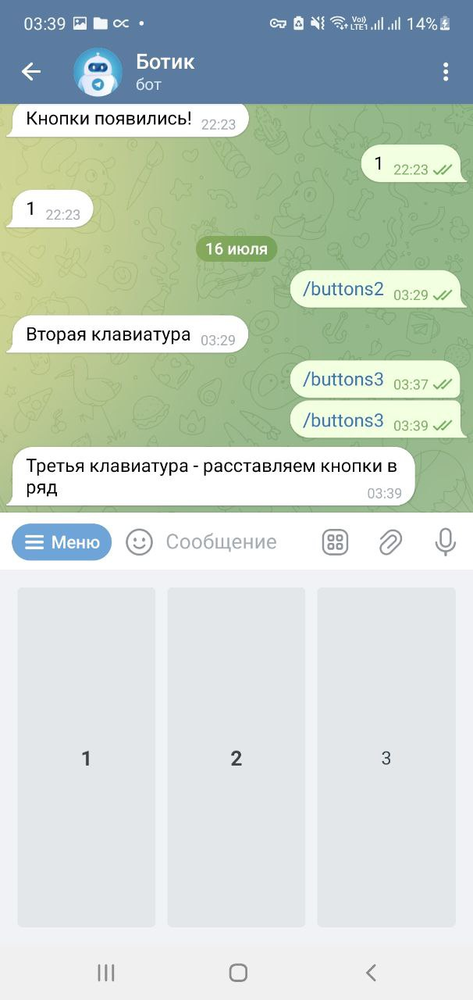 03:39
Vo)) LTE1 14%
Ботик
бот
Кнопки появились! 22:23
1 22:23
1 22:23
16 июля
/buttons2 03:29
Вторая клавиатура 03:29
/buttons3 03:37
/buttons3 03:39
Третья клавиатура - расставляем кнопки в
ряд 03:39
Меню Сообщение
1 2 3